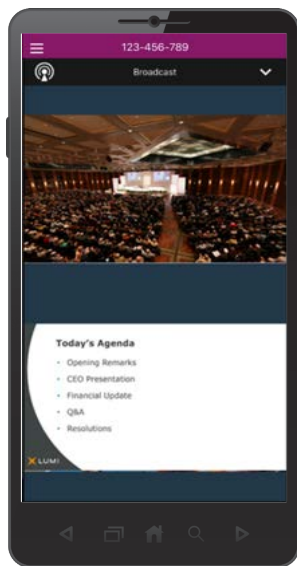 123-456-789
Broadcast
Today's Agenda
• Opening Remarks
• CEO Presentation
• Financial Update
• Q&A
• Resolutions
LUMI